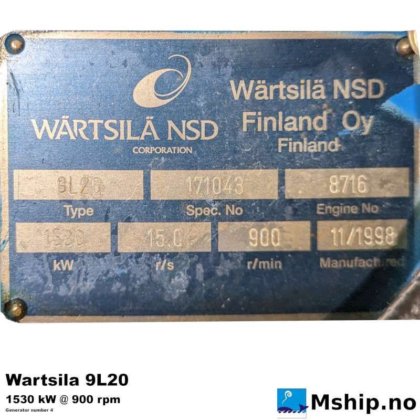 WÄRTSILÄ NSD
CORPORATION
Wärtsilä NSD
Finland Oy
Finland
9L20
171043
8716
Type
Spec. No
Engine No
1530
15.0
900
11/1998
kW
r/s
r/min
Manufactured
Wartsila 9L20
1530 kW @ 900 rpm
Generator number 4
Mship.no